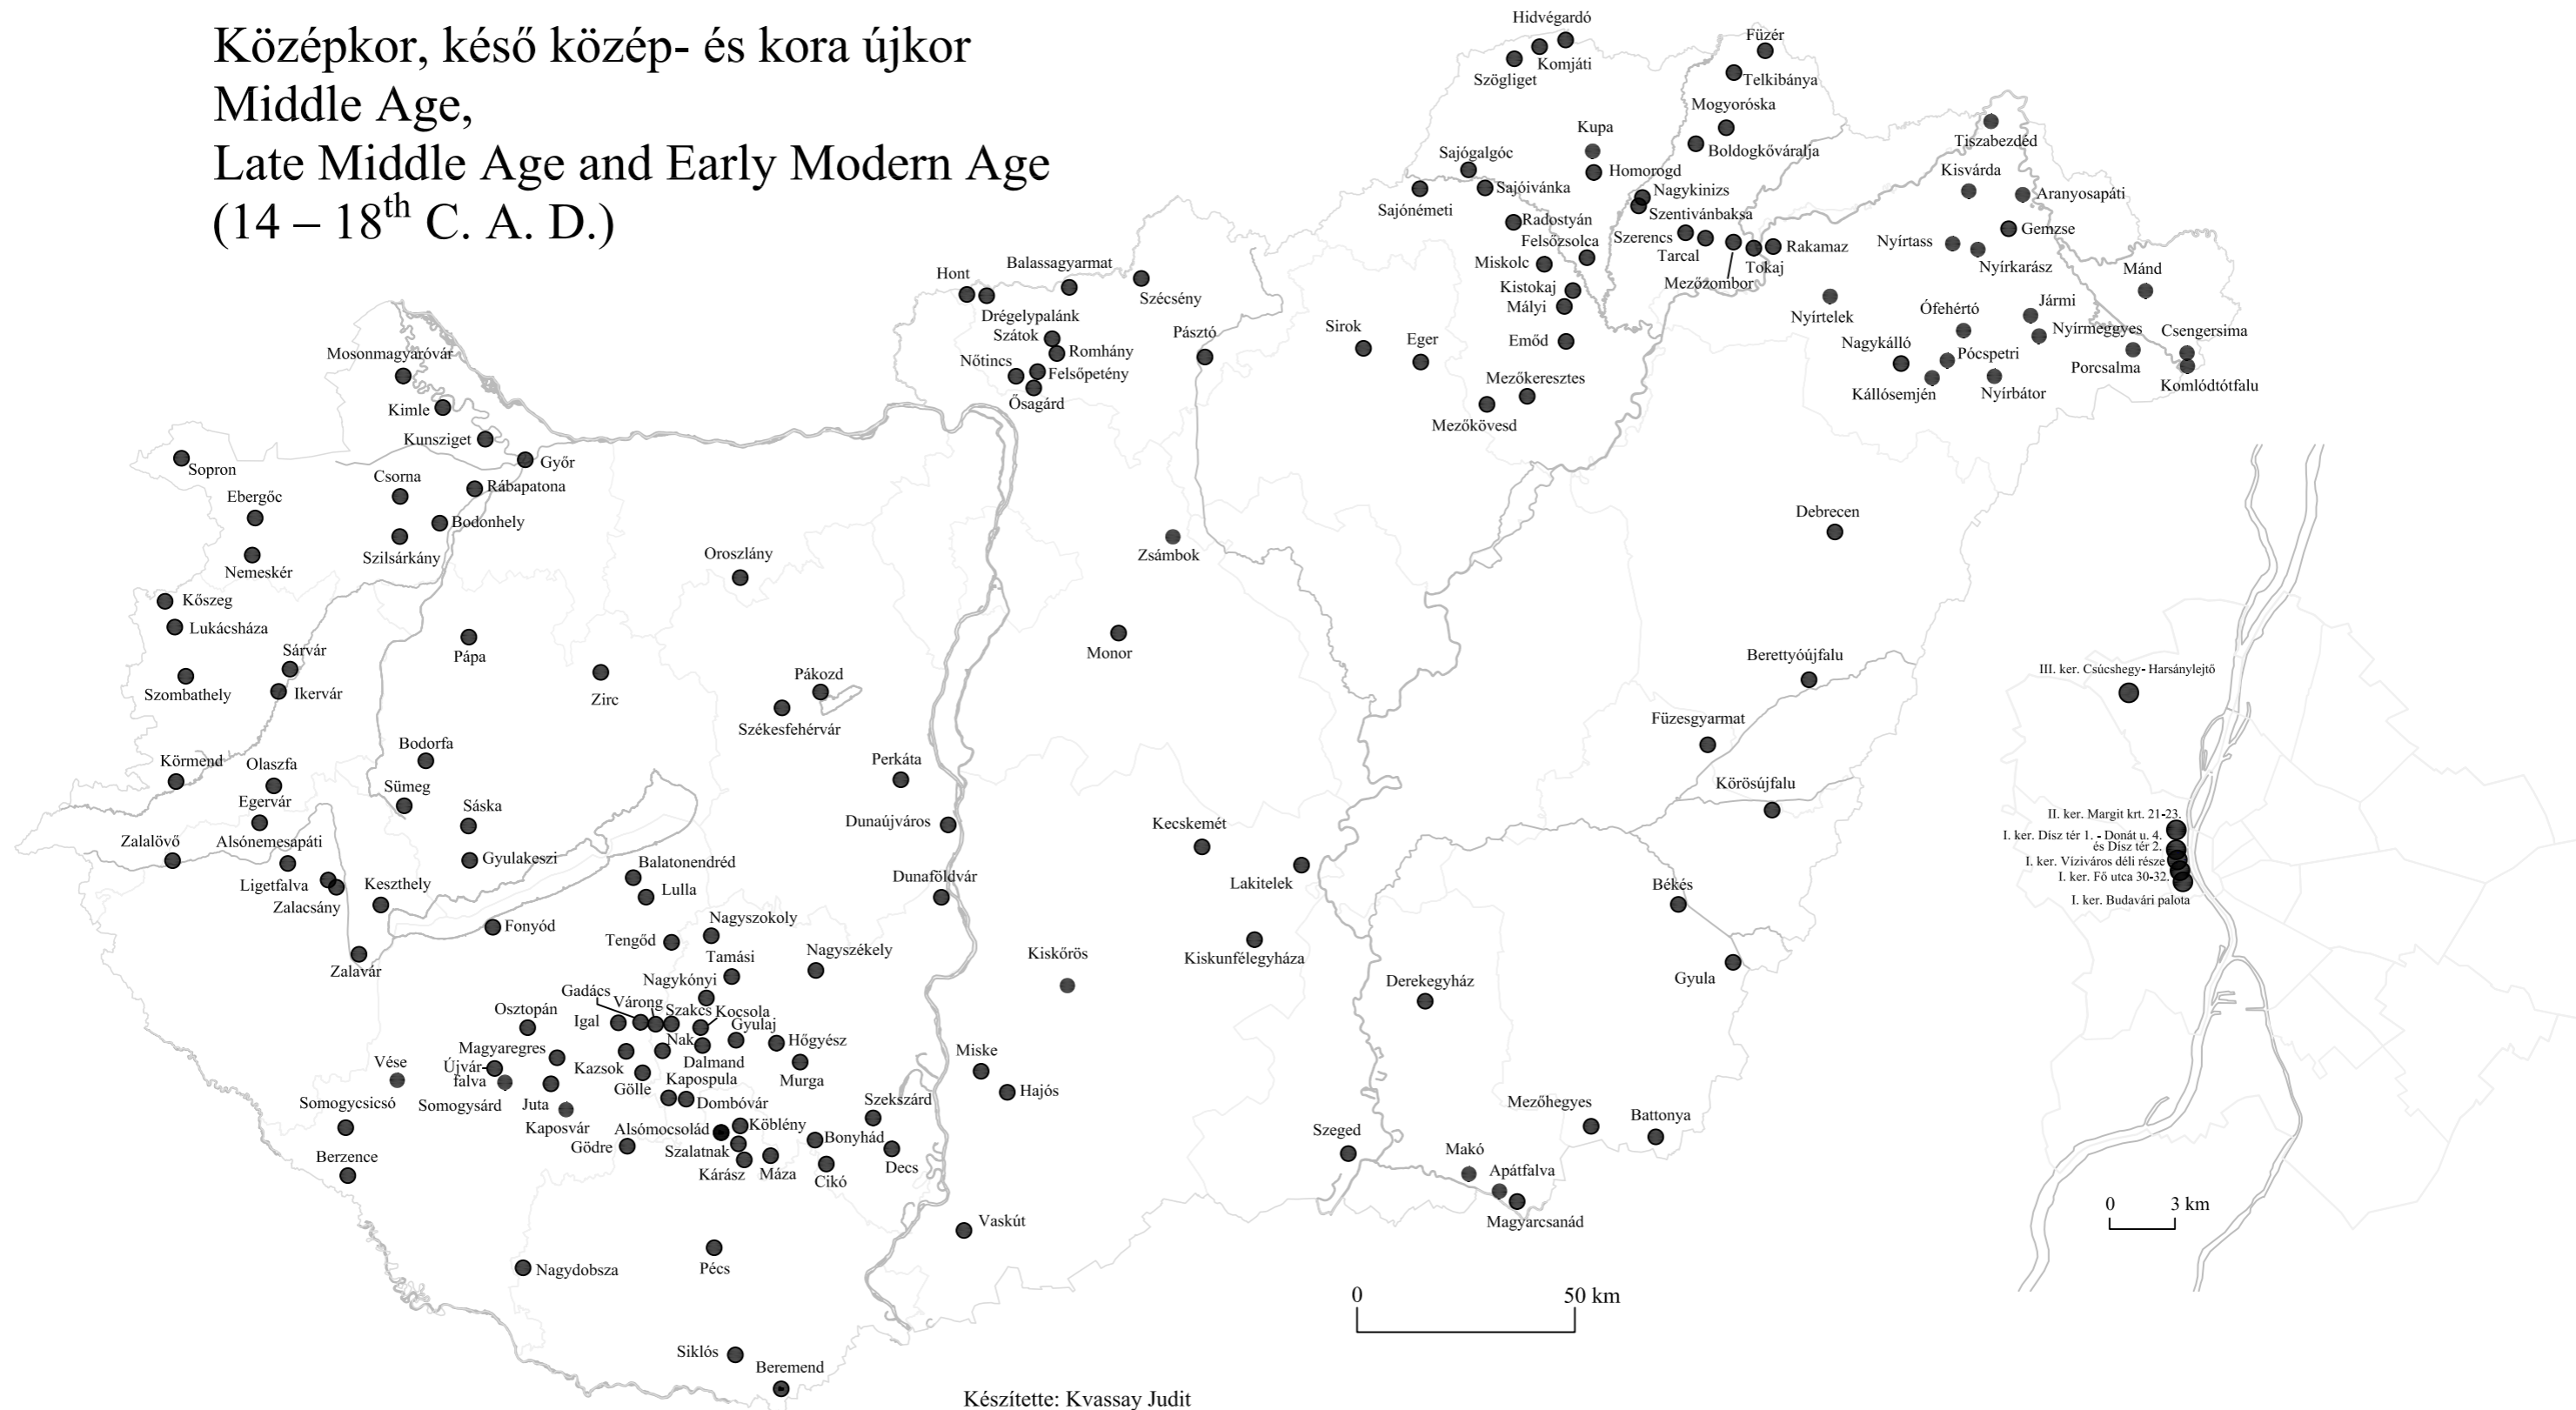 Középkor, késő közép- és kora újkor
Middle Age,
Late Middle Age and Early Modern Age
(14 – 18th C. A. D.)
Hidvégardó
Komjáti
Szögliget
Füzér
Telkibánya
Mogyoróska
Boldogkőváralja
Kupa
Homorogd
Sajógalgóc
Sajóivánka
Sajónémeti
Nagykinizs
Szentivánbaksa
Radostyán
Felsőzsolca
Szerencs
Tarcal
Mezőzombor
Tokaj
Rakamaz
Miskolc
Kistokaj
Mályi
Emőd
Sirok
Eger
Mezőkeresztes
Mezőkövesd
Tiszabezdéd
Kisvárda
Aranyosapáti
Gemzse
Nyírtass
Nyírkarász
Mánd
Nyírtelek
Ófehértó
Jármi
Nyírmeggyes
Csengersima
Nagykálló
Pócspetri
Porcsalma
Komlódtótfalu
Kállósemjén
Nyírbátor
Hont
Balassagyarmat
Szécsény
Drégelypalánk
Szátok
Romhány
Pásztó
Nőtincs
Felsőpetény
Ősagárd
Mosonmagyaróvár
Kimle
Kunsziget
Győr
Sopron
Csorna
Rábapatona
Ebergőc
Bodonhely
Szilsárkány
Nemeskér
Oroszlány
Zsámbok
Debrecen
Kőszeg
Lukácsháza
Sárvár
Pápa
Monor
Szombathely
Ikervár
Zirc
Pákozd
Székesfehérvár
Berettyóújfalu
Füzesgyarmat
Körösújfalu
Bodorfa
Körmend
Olaszfa
Sümeg
Egervár
Sáska
Perkáta
Dunaújváros
Kecskemét
Zalalövő
Alsónemesapáti
Gyulakeszi
Balatonendréd
Lulla
Dunaföldvár
Lakitelek
Békés
Ligetfalva
Zalacsány
Keszthely
Fonyód
Nagyszokoly
Tengőd
Tamási
Nagyszékely
Kiskőrös
Kiskunfélegyháza
Gyula
Zalavár
Nagykónyi
Derekegyház
Gadács
Várong
Szakcs
Kocsola
Osztopán
Igal
Gyulaj
Nak
Hőgyész
Magyaregres
Dalmand
Miske
Vése
Újvár-
falva
Kazsok
Gölle
Kapospula
Murga
Hajós
Somogycsicsó
Somogysárd
Juta
Dombóvár
Szekszárd
Kaposvár
Alsómocsolád
Köblény
Bonyhád
Gödre
Szalatnak
Berzence
Kárász
Máza
Cikó
Decs
Mezőhegyes
Battonya
Szeged
Makó
Apátfalva
Magyarcsanád
Vaskút
Nagydobsza
Pécs
Siklós
Beremend
III. ker. Csúcshegy- Harsánylejtő
II. ker. Margit krt. 21-23.
I. ker. Dísz tér 1. - Donát u. 4.
és Dísz tér 2.
I. ker. Víziváros déli része
I. ker. Fő utca 30-32.
I. ker. Budavári palota
0 3 km
0 50 km
Készítette: Kvassay Judit